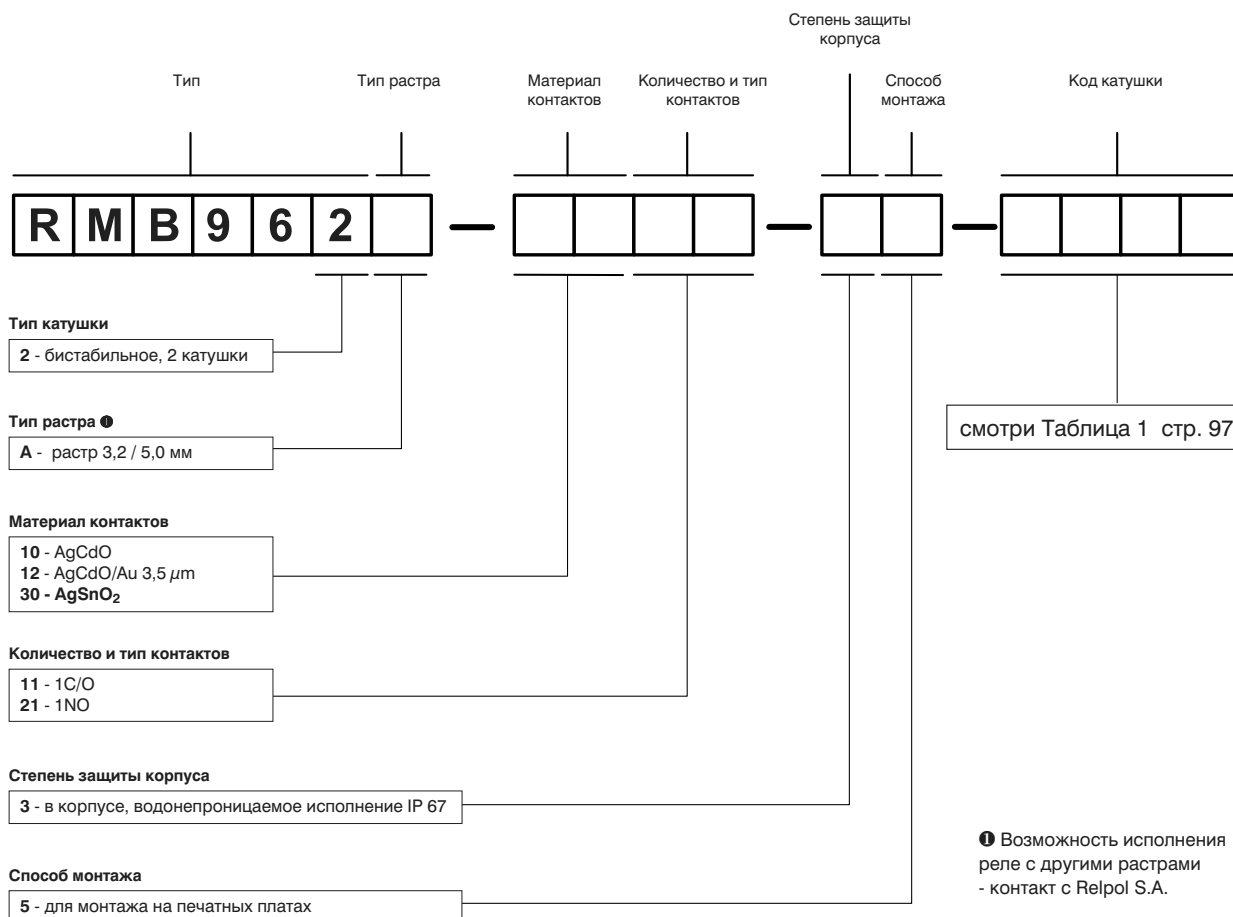 Степень защиты
корпуса
Тип
Тип растра
Материал
контактов
Количество и тип
контактов
Способ
монтажа
Код катушки
R M B 9 6 2 — — —
Тип катушки
2 - бистабильное, 2 катушки
Тип растра ❶
A - растр 3,2 / 5,0 мм
смотри Таблица 1 стр. 97
Материал контактов
10 - AgCdO
12 - AgCdO/Au 3,5 µm
30 - AgSnO₂
Количество и тип контактов
11 - 1C/O
21 - 1NO
Степень защиты корпуса
3 - в корпусе, водонепроницаемое исполнение IP 67
Способ монтажа
5 - для монтажа на печатных платах
❶ Возможность исполнения
реле с другими растрами
- контакт с Relpol S.A.